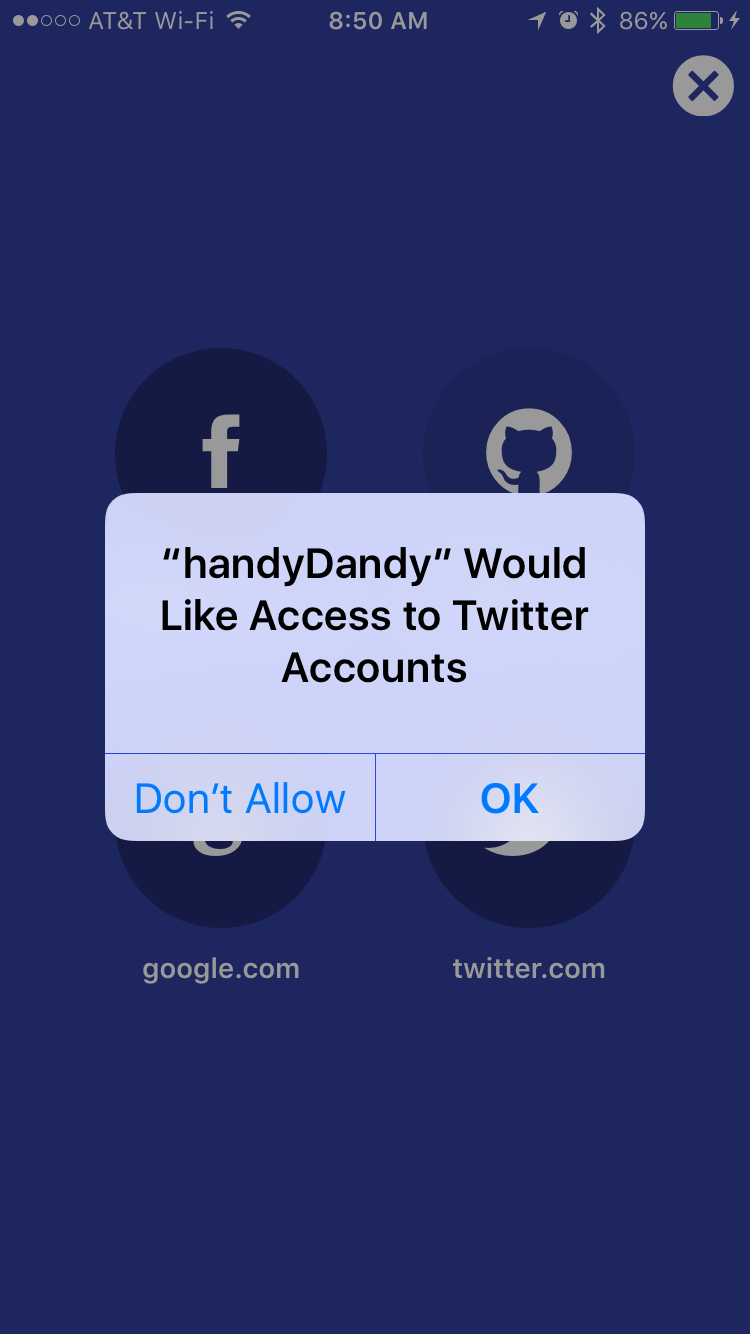 AT&T Wi-Fi 8:50 AM 86%
“handyDandy” Would
Like Access to Twitter
Accounts
Don’t Allow OK
google.com twitter.com